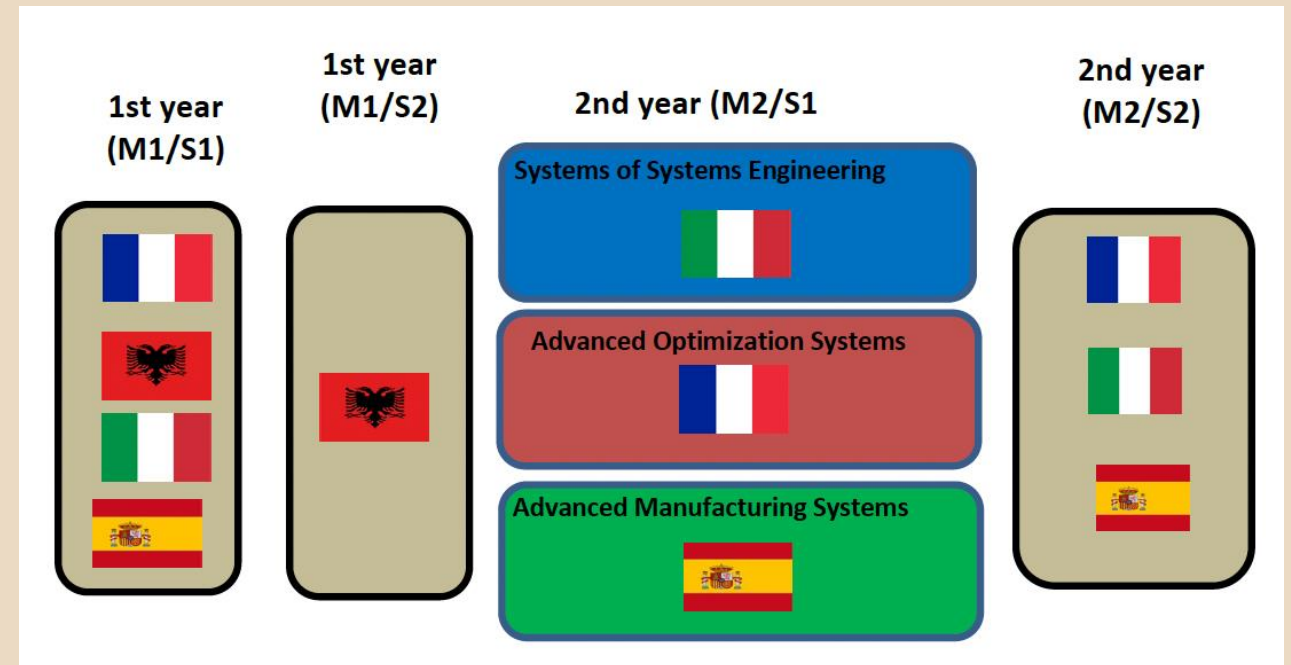 1st year
(M1/S1)
1st year
(M1/S2)
2nd year (M2/S1
2nd year
(M2/S2)
Systems of Systems Engineering
Advanced Optimization Systems
Advanced Manufacturing Systems